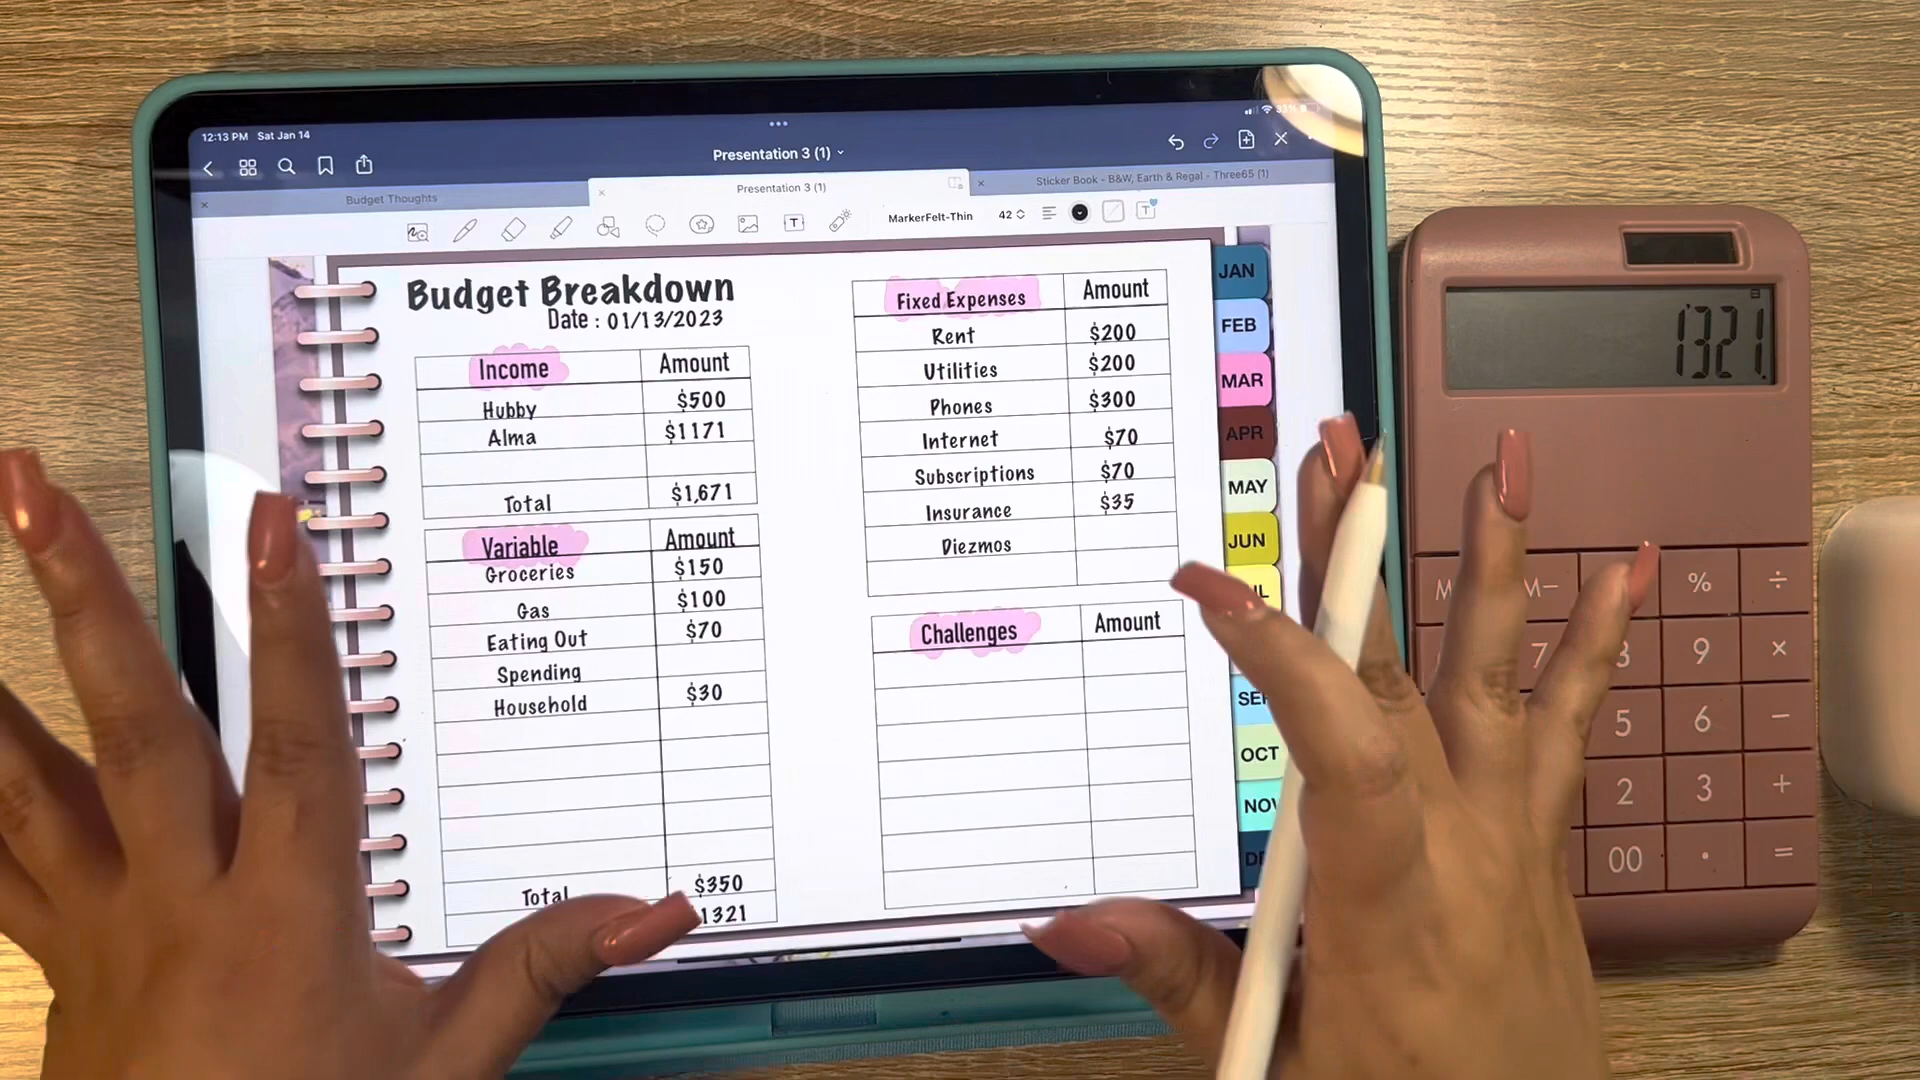 12:13 PM Sat Jan 14
33%
Presentation 3 (1)
Budget Thoughts
Presentation 3 (1)
Sticker Book - B&W, Earth & Regal - Three65 (1)
MarkerFelt-Thin 42
Budget Breakdown
Date : 01/13/2023
Income Amount
Hubby $500
Alma $1171
Total $1,671
Variable Amount
Groceries $150
Gas $100
Eating Out $70
Spending
Household $30
Total $350
1321
Fixed Expenses Amount
Rent $200
Utilities $200
Phones $300
Internet $70
Subscriptions $70
Insurance $35
Diezmos
Challenges Amount
JAN
FEB
MAR
APR
MAY
JUN
OCT
1321.
% ÷
7 9 ×
5 6 −
2 3 +
00 . =